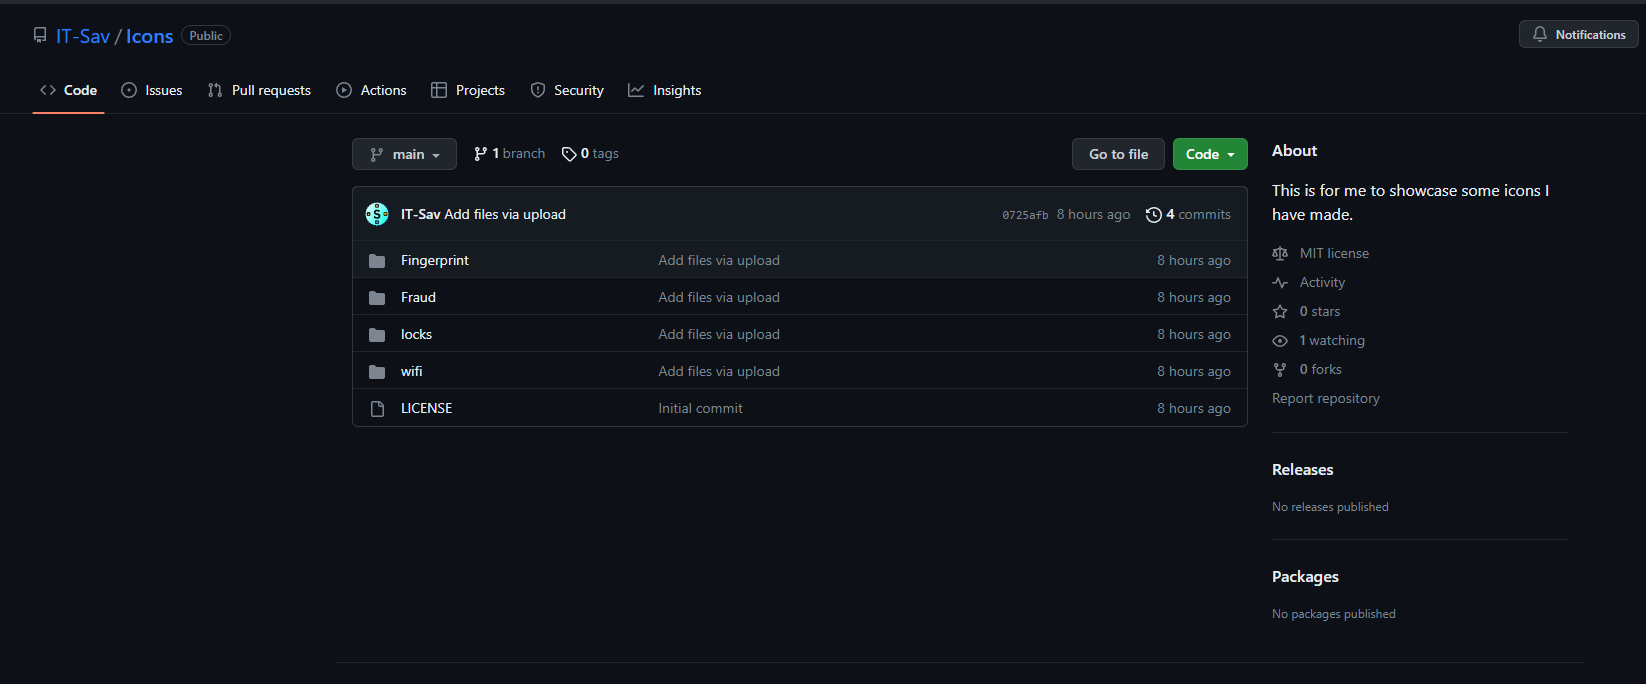 IT-Sav / Icons Public
Notifications
Code Issues Pull requests Actions Projects Security Insights
main 1 branch 0 tags
Go to file Code
S IT-Sav Add files via upload 0725afb 8 hours ago 4 commits
Fingerprint Add files via upload 8 hours ago
Fraud Add files via upload 8 hours ago
locks Add files via upload 8 hours ago
wifi Add files via upload 8 hours ago
LICENSE Initial commit 8 hours ago
About
This is for me to showcase some icons I
have made.
MIT license
Activity
0 stars
1 watching
0 forks
Report repository
Releases
No releases published
Packages
No packages published